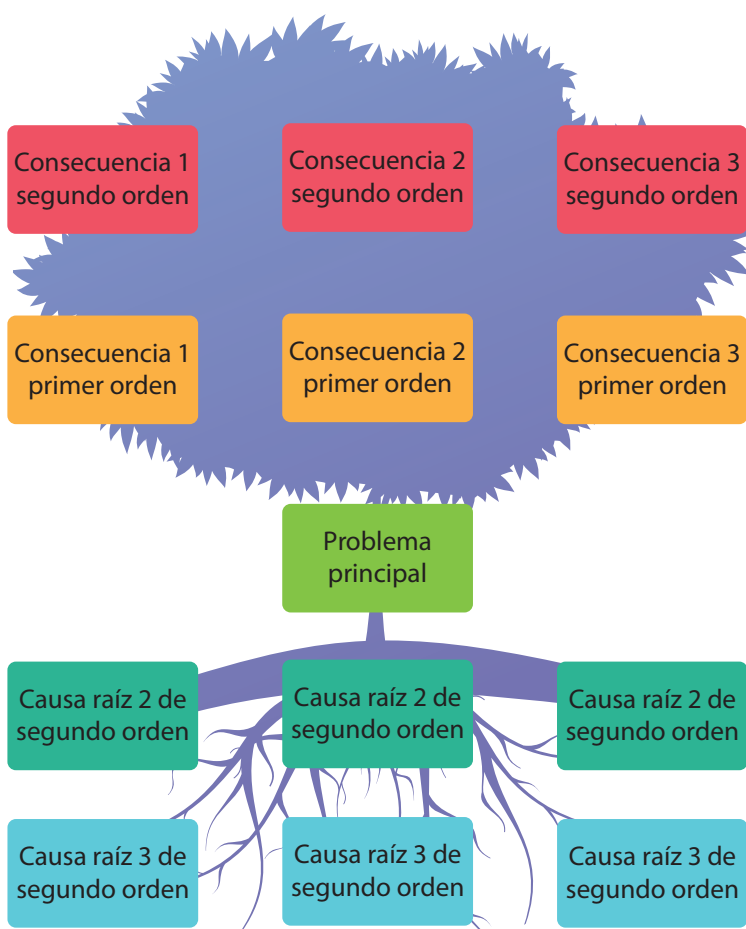 Consecuencia 1
segundo orden
Consecuencia 2
segundo orden
Consecuencia 3
segundo orden
Consecuencia 1
primer orden
Consecuencia 2
primer orden
Consecuencia 3
primer orden
Problema
principal
Causa raíz 2 de
segundo orden
Causa raíz 2 de
segundo orden
Causa raíz 2 de
segundo orden
Causa raíz 3 de
segundo orden
Causa raíz 3 de
segundo orden
Causa raíz 3 de
segundo orden